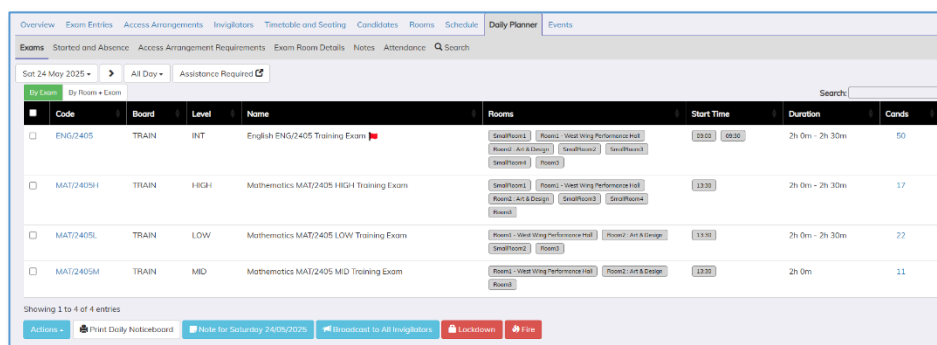 Overview Exam Entries Access Arrangements Invigilators Timetable and Seating Candidates Rooms Schedule Daily Planner Events
Exams Started and Absence Access Arrangement Requirements Exam Room Details Notes Attendance Search
Sat 24 May 2025 All Day Assistance Required
By Exam By Room + Exam Search:
Code Board Level Name Rooms Start Time Duration Cands
ENG/2405 TRAIN INT English ENG/2405 Training Exam SmallRoom1 Room1 - West Wing Performance Hall 09:00 09:30 2h 0m - 2h 30m 50
Room2 : Art & Design SmallRoom2 SmallRoom3
SmallRoom4 Room3
MAT/2405H TRAIN HIGH Mathematics MAT/2405 HIGH Training Exam SmallRoom1 Room1 - West Wing Performance Hall 13:30 2h 0m - 2h 30m 17
Room2 : Art & Design SmallRoom3 SmallRoom4
Room3
MAT/2405L TRAIN LOW Mathematics MAT/2405 LOW Training Exam Room1 - West Wing Performance Hall Room2 : Art & Design 13:30 2h 0m - 2h 30m 22
SmallRoom2 Room3
MAT/2405M TRAIN MID Mathematics MAT/2405 MID Training Exam Room1 - West Wing Performance Hall Room2 : Art & Design 13:30 2h 0m 11
Room3
Showing 1 to 4 of 4 entries
Actions Print Daily Noticeboard Note for Saturday 24/05/2025 Broadcast to All Invigilators Lockdown Fire